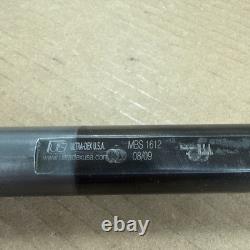 ULTRA-DEX U.S.A. MBS 1612 U.S.A.
www.ultradexusa.com 08/09